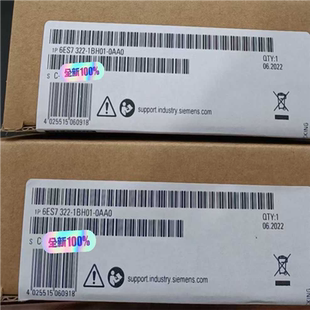 1P 6ES7 322-1BH01-0AA0
QTY:1
06.2022
S C
全新100%
support.industry.siemens.com
4 025515 060918
1P 6ES7 322-1BH01-0AA0
QTY:1
06.2022
S C
全新100%
support.industry.siemens.com
4 025515 060918